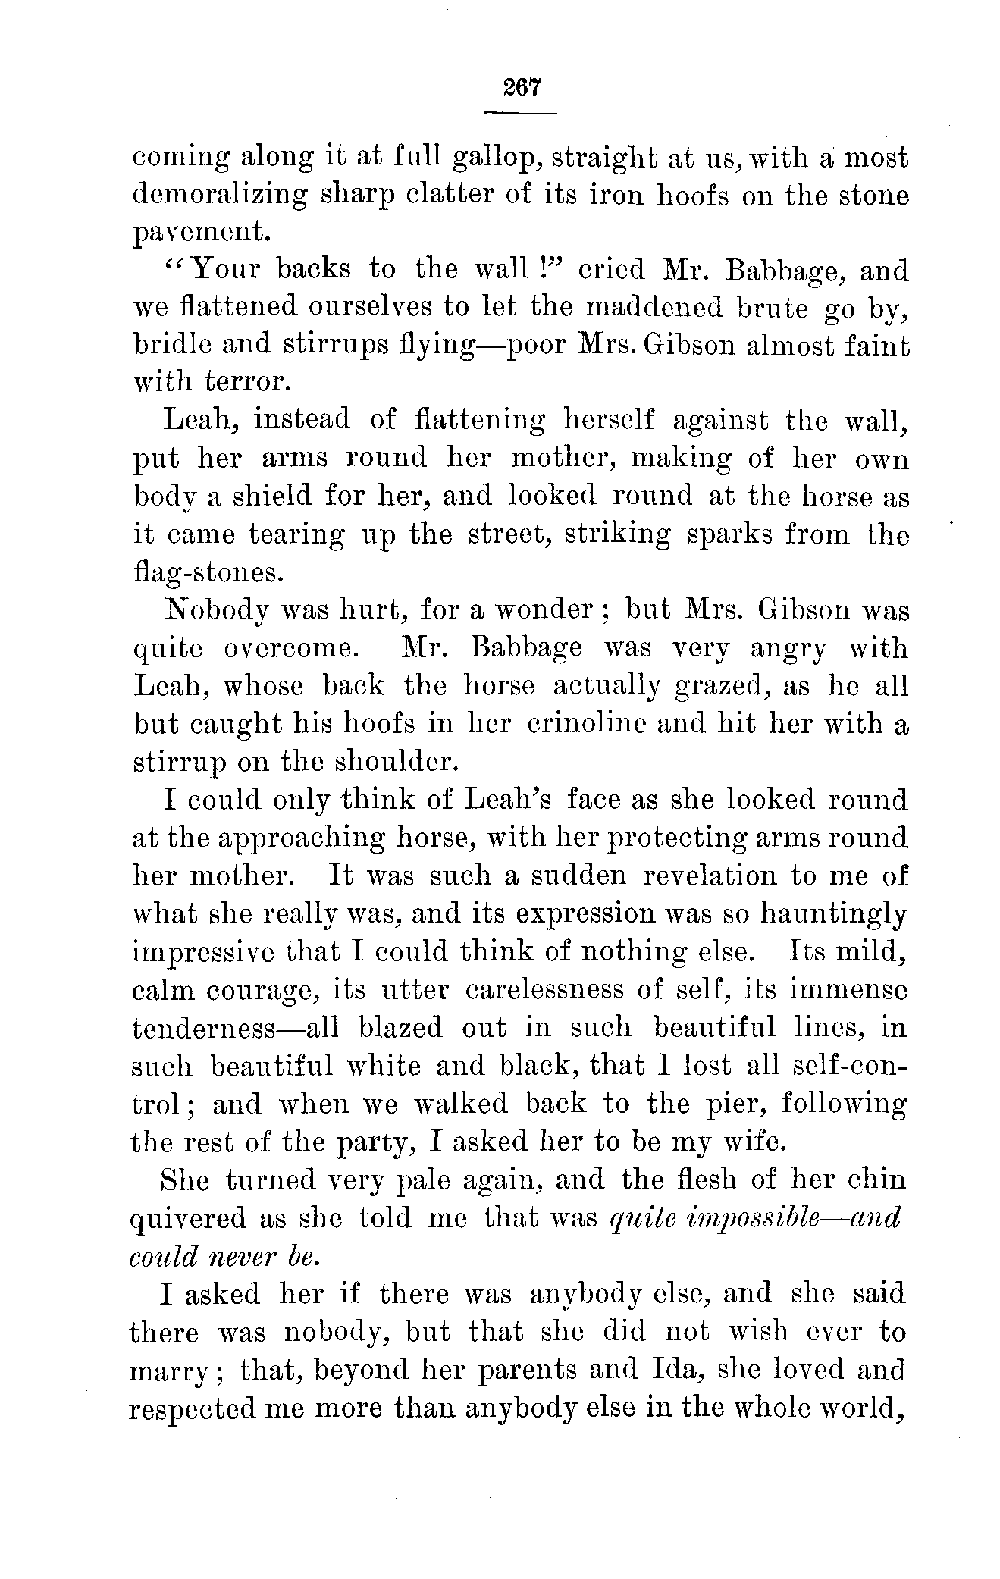 267
coming along it at full gallop, straight at us, with a most
demoralizing sharp clatter of its iron hoofs on the stone
pavement.
“Your backs to the wall!” cried Mr. Babbage, and
we flattened ourselves to let the maddened brute go by,
bridle and stirrups flying—poor Mrs. Gibson almost faint
with terror.
Leah, instead of flattening herself against the wall,
put her arms round her mother, making of her own
body a shield for her, and looked round at the horse as
it came tearing up the street, striking sparks from the
flag-stones.
Nobody was hurt, for a wonder; but Mrs. Gibson was
quite overcome. Mr. Babbage was very angry with
Leah, whose back the horse actually grazed, as he all
but caught his hoofs in her crinoline and hit her with a
stirrup on the shoulder.
I could only think of Leah’s face as she looked round
at the approaching horse, with her protecting arms round
her mother. It was such a sudden revelation to me of
what she really was, and its expression was so hauntingly
impressive that I could think of nothing else. Its mild,
calm courage, its utter carelessness of self, its immense
tenderness—all blazed out in such beautiful lines, in
such beautiful white and black, that I lost all self-con-
trol; and when we walked back to the pier, following
the rest of the party, I asked her to be my wife.
She turned very pale again, and the flesh of her chin
quivered as she told me that was quite impossible—and
could never be.
I asked her if there was anybody else, and she said
there was nobody, but that she did not wish ever to
marry; that, beyond her parents and Ida, she loved and
respected me more than anybody else in the whole world,